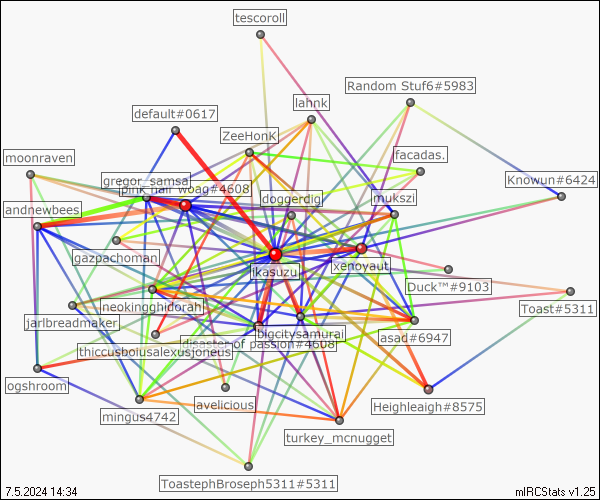 tescoroll
Random Stuf6#5983
lahnk
default#0617
ZeeHonK
moonraven
facadas.
gregor_samsa
Knowun#6424
pink_hair_woag#4608
doggerdig
mukszi
andnewbees
gazpachoman
ikasuzu
xenoyaut
Duck™#9103
neokingghidorah
Toast#5311
jarlbreadmaker
bigcitysamurai
asad#6947
disaster of passion#4608
thiccusbolusalexusjoneus
ogshroom
avelicious
Heighleaigh#8575
mingus4742
turkey_mcnugget
ToastephBroseph5311#5311
7.5.2024 14:34
mIRCStats v1.25